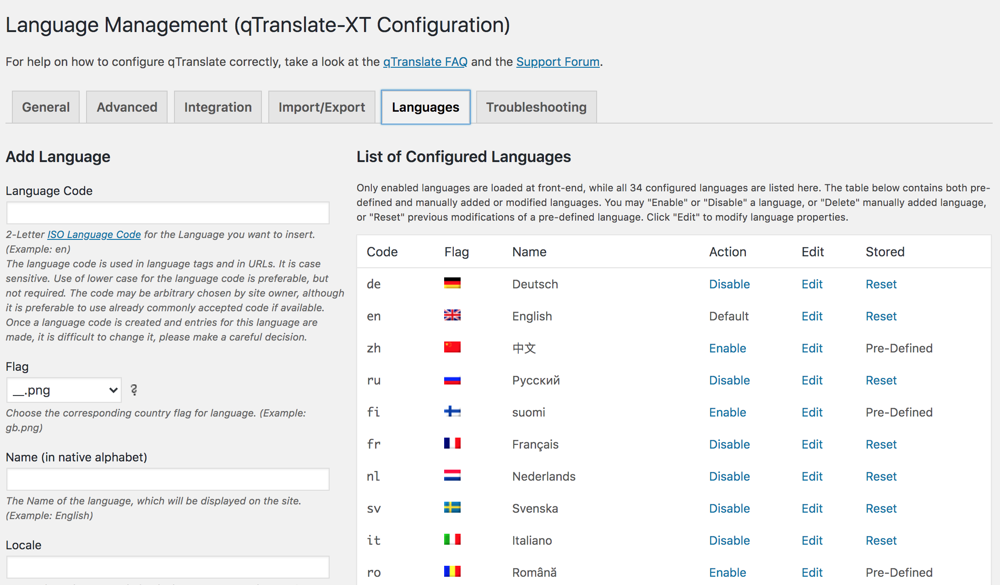 Language Management (qTranslate-XT Configuration)
For help on how to configure qTranslate correctly, take a look at the qTranslate FAQ and the Support Forum.
General Advanced Integration Import/Export Languages Troubleshooting
Add Language
Language Code
2-Letter ISO Language Code for the Language you want to insert.
(Example: en)
The language code is used in language tags and in URLs. It is case
sensitive. Use of lower case for the language code is preferable, but
not required. The code may be arbitrary chosen by site owner, although
it is preferable to use already commonly accepted code if available.
Once a language code is created and entries for this language are
made, it is difficult to change it, please make a careful decision.
Flag
__.png ?
Choose the corresponding country flag for language. (Example:
gb.png)
Name (in native alphabet)
The Name of the language, which will be displayed on the site.
(Example: English)
Locale
List of Configured Languages
Only enabled languages are loaded at front-end, while all 34 configured languages are listed here. The table below contains both pre-
defined and manually added or modified languages. You may "Enable" or "Disable" a language, or "Delete" manually added language,
or "Reset" previous modifications of a pre-defined language. Click "Edit" to modify language properties.
Code Flag Name Action Edit Stored
de Deutsch Disable Edit Reset
en English Default Edit Reset
zh 中文 Enable Edit Pre-Defined
ru Русский Disable Edit Reset
fi suomi Enable Edit Pre-Defined
fr Français Disable Edit Reset
nl Nederlands Disable Edit Reset
sv Svenska Disable Edit Reset
it Italiano Disable Edit Reset
ro Română Enable Edit Pre-Defined